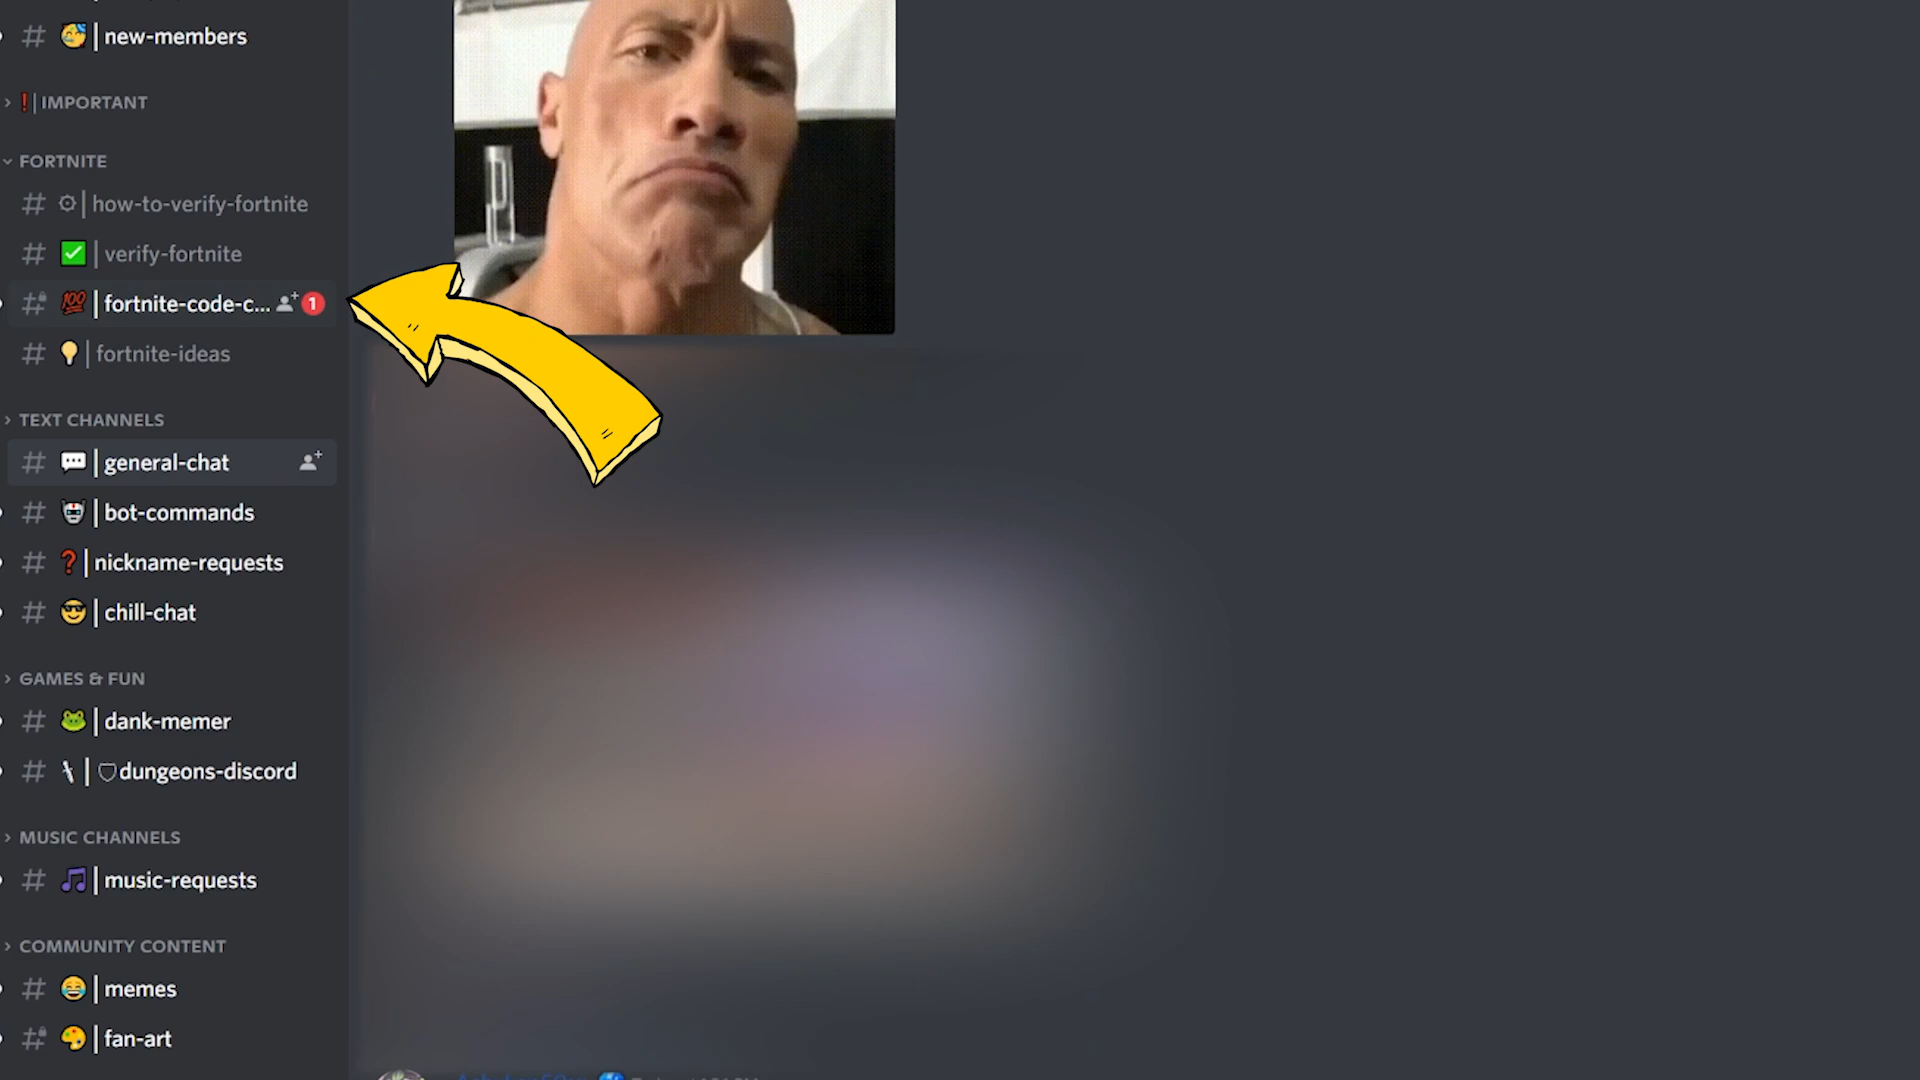 new-members
IMPORTANT
FORTNITE
how-to-verify-fortnite
verify-fortnite
fortnite-code-c... 1
fortnite-ideas
TEXT CHANNELS
general-chat
bot-commands
nickname-requests
chill-chat
GAMES & FUN
dank-memer
dungeons-discord
MUSIC CHANNELS
music-requests
COMMUNITY CONTENT
memes
fan-art